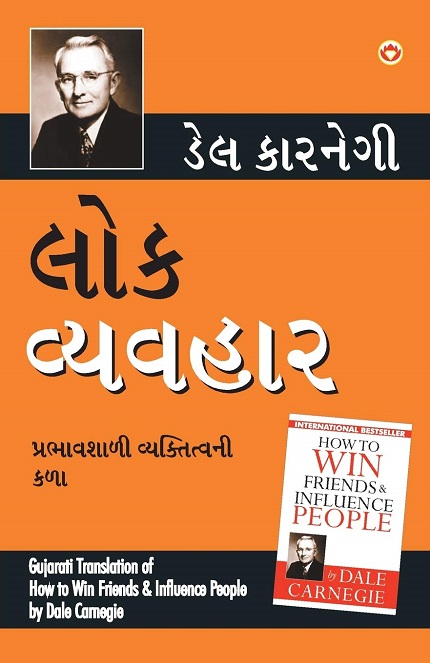 ડેલ કારનેગી
લોક
વ્યવહાર
પ્રભાવશાળી વ્યક્તિત્વની
કળા
INTERNATIONAL BESTSELLER
HOW TO
WIN
FRIENDS &
INFLUENCE
PEOPLE
by DALE
CARNEGIE
Gujarati Translation of
How to Win Friends & Influence People
by Dale Carnegie